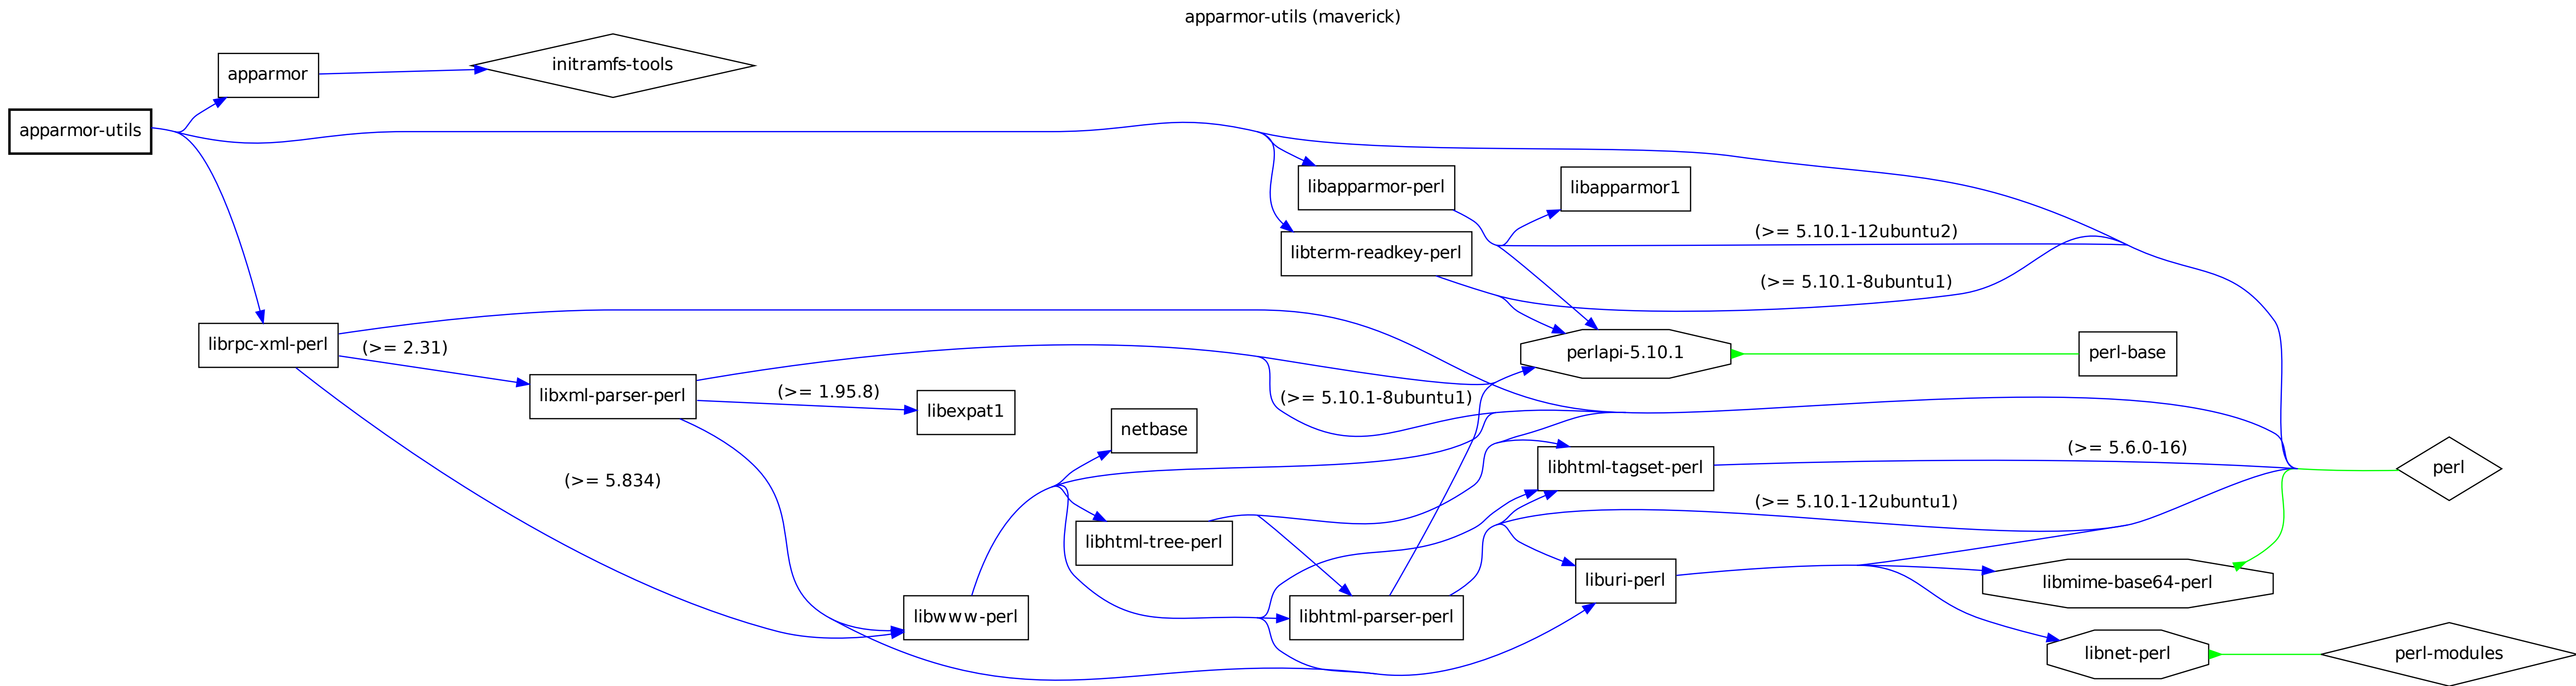 apparmor-utils (maverick)
apparmor
initramfs-tools
apparmor-utils
libapparmor-perl
libapparmor1
(>= 5.10.1-12ubuntu2)
libterm-readkey-perl
(>= 5.10.1-8ubuntu1)
librpc-xml-perl
(>= 2.31)
perlapi-5.10.1
perl-base
libxml-parser-perl
(>= 1.95.8)
libexpat1
(>= 5.10.1-8ubuntu1)
netbase
(>= 5.6.0-16)
libhtml-tagset-perl
perl
(>= 5.834)
(>= 5.10.1-12ubuntu1)
libhtml-tree-perl
liburi-perl
libmime-base64-perl
libwww-perl
libhtml-parser-perl
libnet-perl
perl-modules